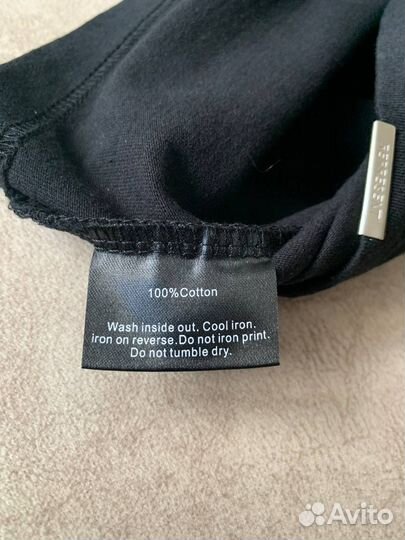 100%Cotton
Wash inside out. Cool iron,
iron on reverse.Do not iron print.
Do not tumble dry.
REPRESENT
Avito